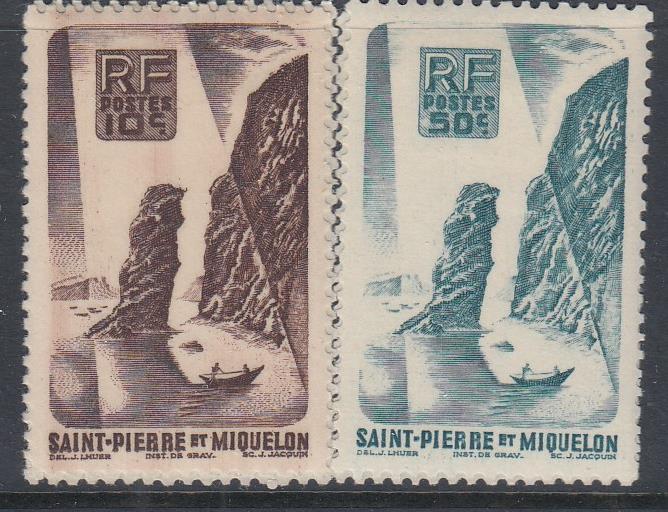 RF
POSTES
10c.
SAINT-PIERRE ET MIQUELON
DEL. J. LHUER INST. DE GRAV. SC. J. JACQUIN
RF
POSTES
50c.
SAINT-PIERRE ET MIQUELON
DEL. J. LHUER INST. DE GRAV. SC. J. JACQUIN